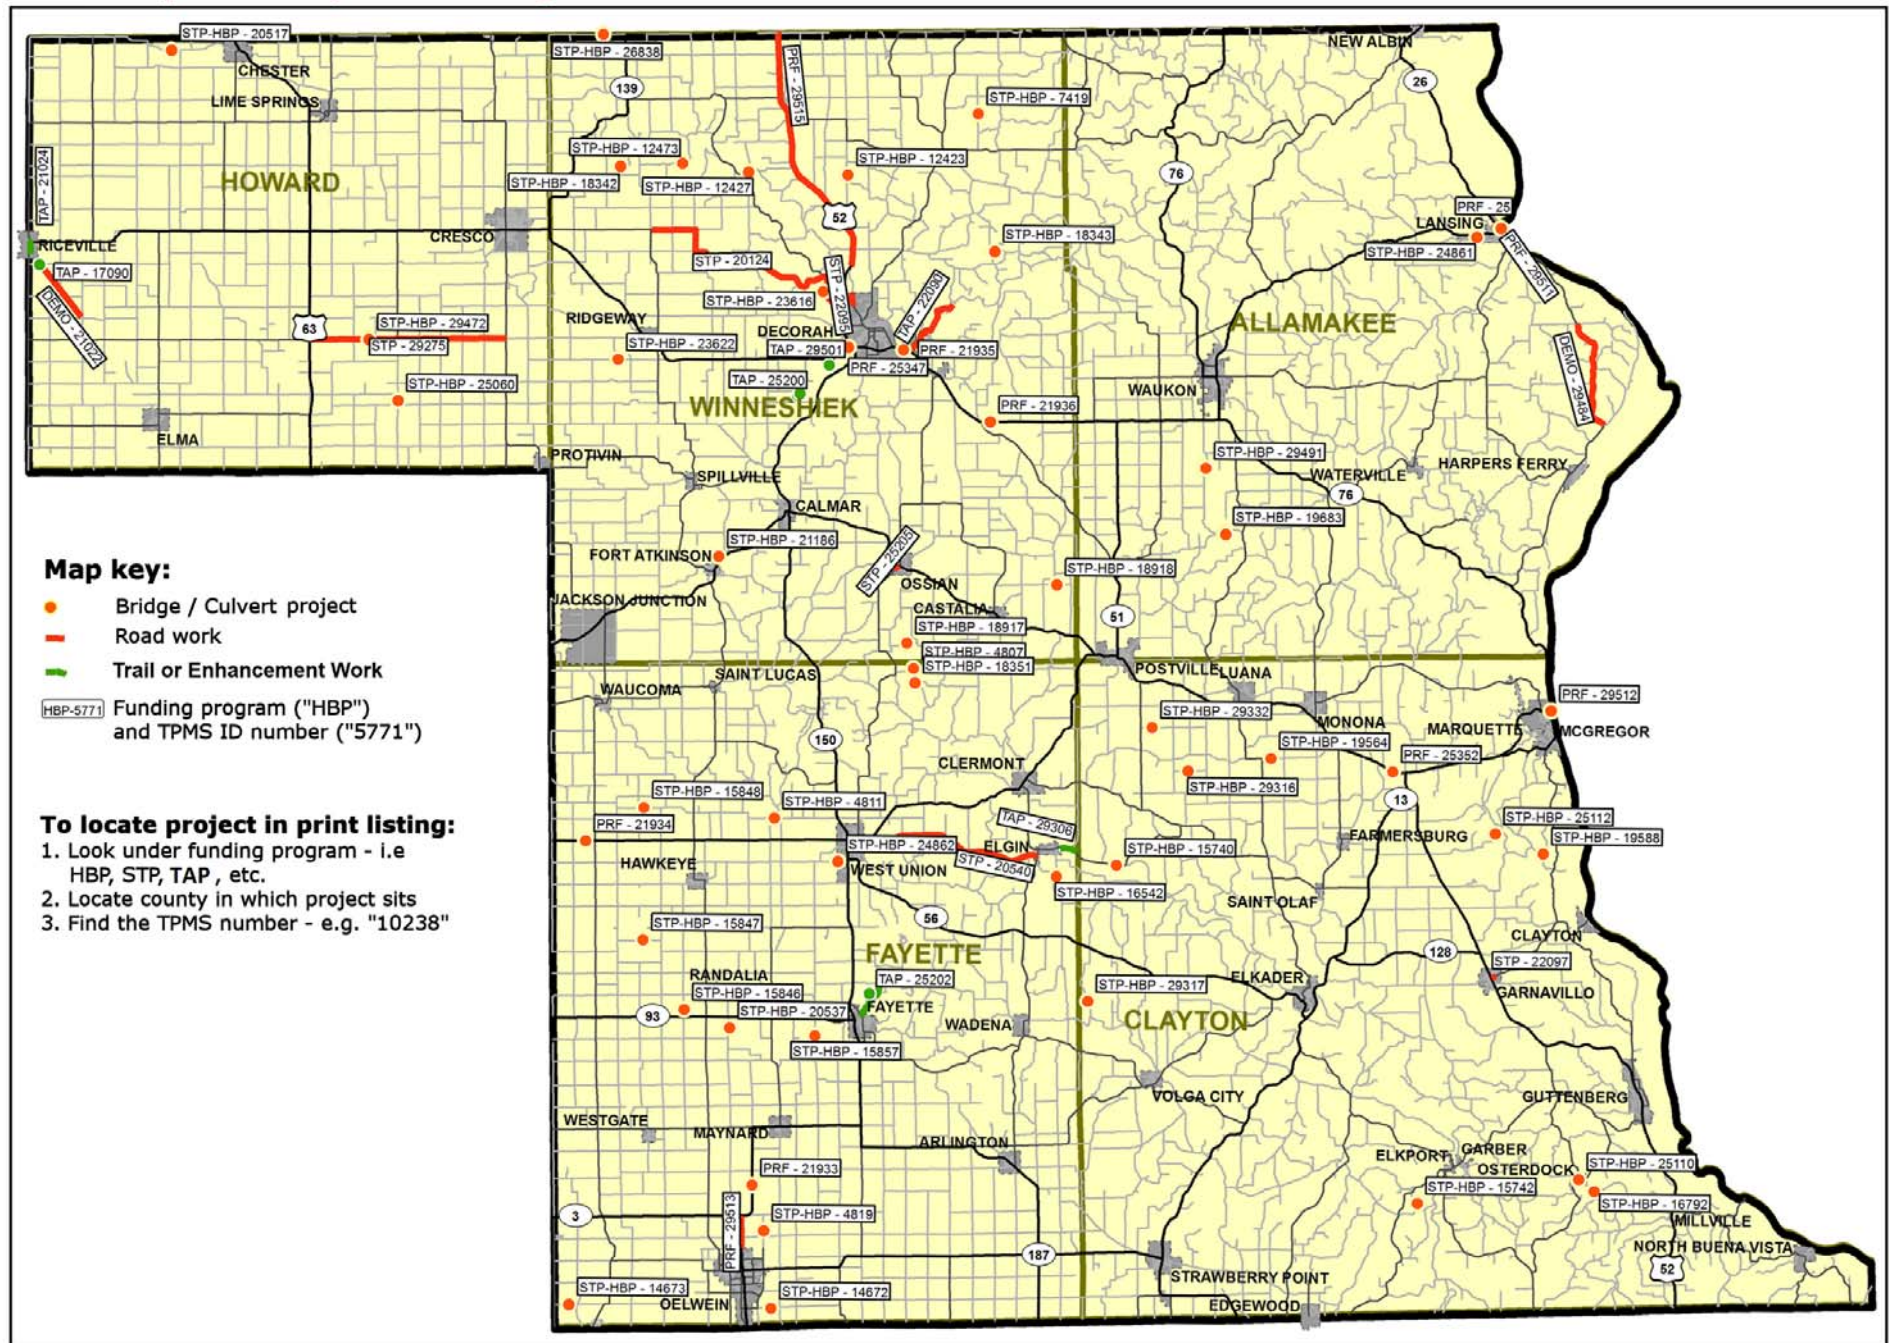 STP-HBP - 20517
STP-HBP - 26838
NEW ALBIN
CHESTER
139
PRF - 29515
26
LIME SPRINGS
STP-HBP - 7419
TAP - 21024
HOWARD
STP-HBP - 12473
STP-HBP - 18342
STP-HBP - 12427
STP-HBP - 12423
76
52
PRF - 25
LANSING
CRESCO
RICEVILLE
STP-HBP - 18343
STP-HBP - 24861
PRF - 29511
TAP - 17090
DEMO - 21022
STP - 20124
STP-HBP - 23616
STP - 22095
TAP - 22090
63
STP-HBP - 29472
STP - 29275
RIDGEWAY
DECORAH
ALLAMAKEE
STP-HBP - 23622
TAP - 29501
PRF - 21935
PRF - 25347
DEMO - 29484
STP-HBP - 25060
TAP - 25200
WINNESHIEK
PRF - 21936
WAUKON
ELMA
PROTIVIN
STP-HBP - 29491
SPILLVILLE
WATERVILLE
HARPERS FERRY
76
CALMAR
STP-HBP - 19683
STP-HBP - 21186
FORT ATKINSON
STP - 25205
Map key:
STP-HBP - 18918
OSSIAN
Bridge / Culvert project
JACKSON JUNCTION
CASTALIA
51
Road work
STP-HBP - 18917
STP-HBP - 4807
STP-HBP - 18351
Trail or Enhancement Work
SAINT LUCAS
POSTVILLE
LUANA
WAUCOMA
PRF - 29512
HBP-5771
Funding program ("HBP")
and TPMS ID number ("5771")
STP-HBP - 29332
MONONA
MARQUETTE
MCGREGOR
150
STP-HBP - 19564
PRF - 25352
CLERMONT
STP-HBP - 15848
STP-HBP - 29316
STP-HBP - 4811
13
To locate project in print listing:
PRF - 21934
TAP - 29306
STP-HBP - 25112
FARMERSBURG
STP-HBP - 19588
1. Look under funding program - i.e
HBP, STP, TAP , etc.
STP-HBP - 24862
ELGIN
STP-HBP - 15740
HAWKEYE
STP - 20540
WEST UNION
2. Locate county in which project sits
STP-HBP - 16542
SAINT OLAF
3. Find the TPMS number - e.g. "10238"
STP-HBP - 15847
56
CLAYTON
FAYETTE
128
STP - 22097
RANDALIA
TAP - 25202
ELKADER
STP-HBP - 15846
STP-HBP - 29317
GARNAVILLO
93
STP-HBP - 20537
FAYETTE
WADENA
CLAYTON
STP-HBP - 15857
VOLGA CITY
GUTTENBERG
WESTGATE
MAYNARD
ARLINGTON
GARBER
ELKPORT
OSTERDOCK
STP-HBP - 25110
PRF - 21933
STP-HBP - 15742
STP-HBP - 16792
3
PRF - 29513
STP-HBP - 4819
MILLVILLE
187
NORTH BUENA VISTA
52
STRAWBERRY POINT
STP-HBP - 14673
STP-HBP - 14672
OELWEIN
EDGEWOOD